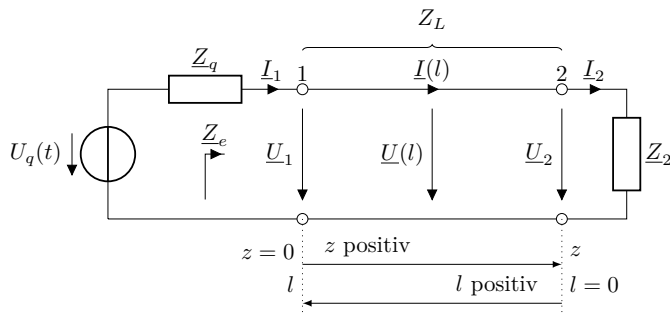 Z_L
Z_q I_1 1 I(l) 2 I_2
U_q(t) Z_e U_1 U(l) U_2 Z_2
z = 0 z positiv z
l l positiv l = 0